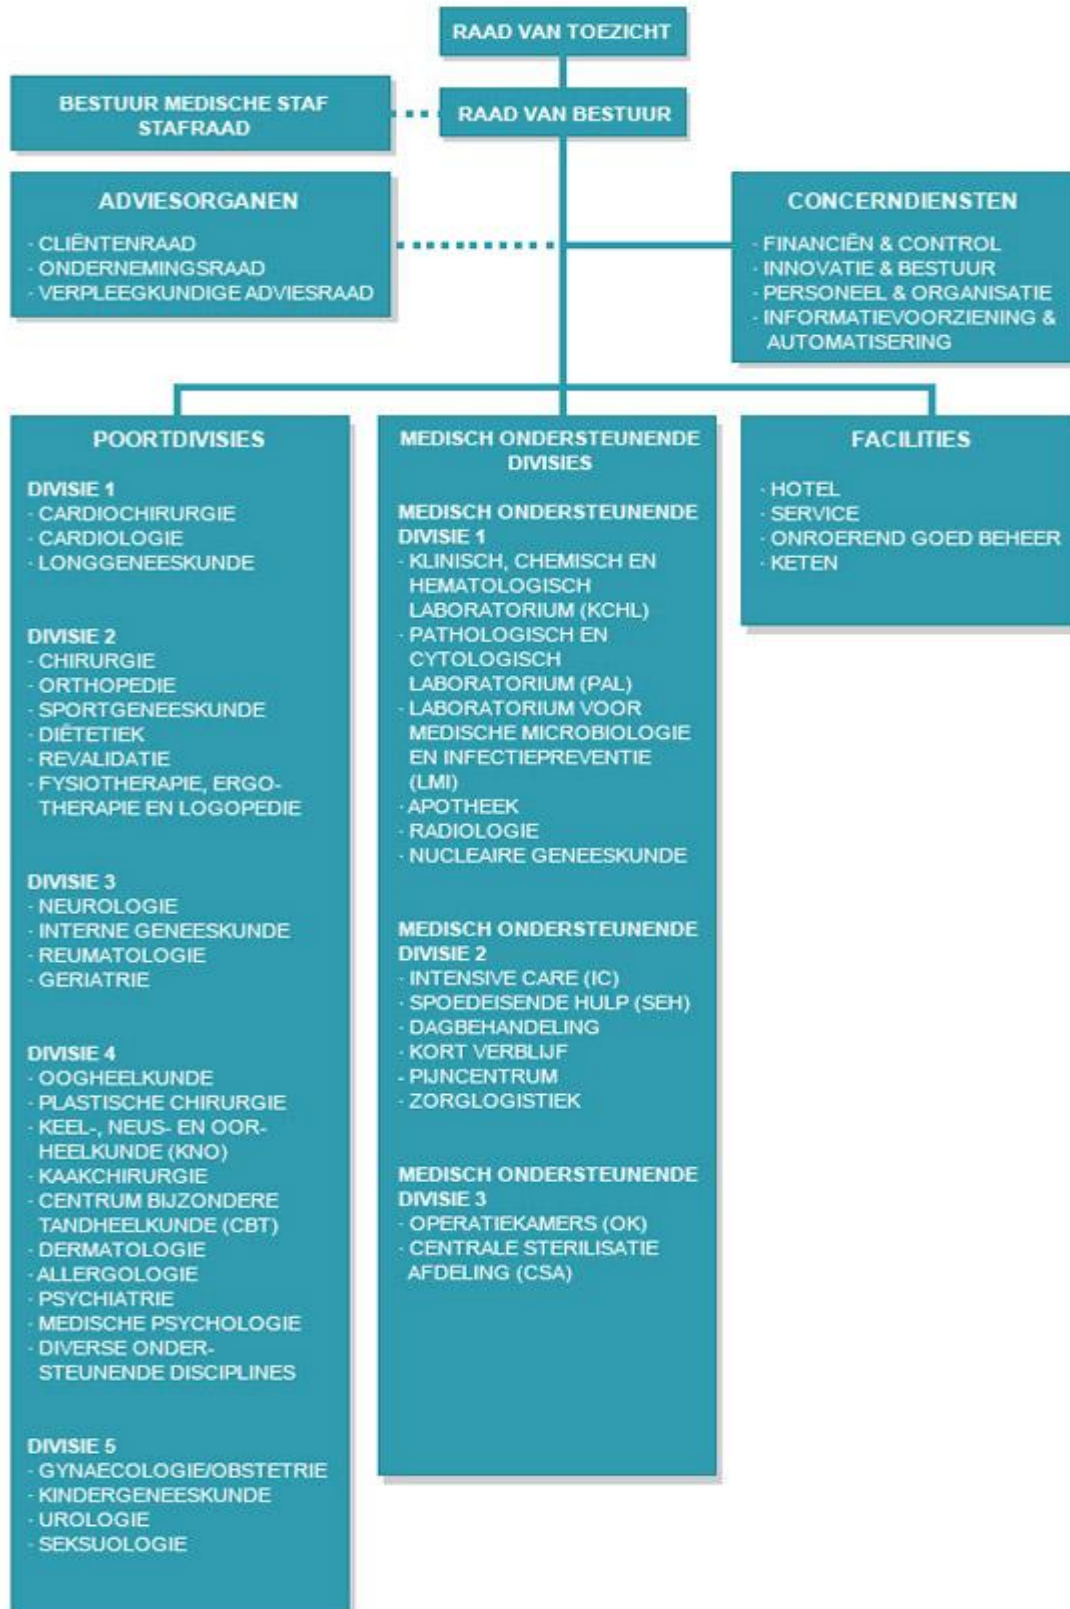 RAAD VAN TOEZICHT
BESTUUR MEDISCHE STAF
STAFRAAD
RAAD VAN BESTUUR
ADVIESORGANEN
· CLIËNTENRAAD
· ONDERNEMINGSRAAD
· VERPLEEGKUNDIGE ADVIESRAAD
CONCERNDIENSTEN
· FINANCIËN & CONTROL
· INNOVATIE & BESTUUR
· PERSONEEL & ORGANISATIE
· INFORMATIEVOORZIENING &
AUTOMATISERING
POORTDIVISIES
DIVISIE 1
· CARDIOCHIRURGIE
· CARDIOLOGIE
· LONGGENEESKUNDE
DIVISIE 2
· CHIRURGIE
· ORTHOPEDIE
· SPORTGENEESKUNDE
· DIËTETIEK
· REVALIDATIE
· FYSIOTHERAPIE, ERGO-
THERAPIE EN LOGOPEDIE
DIVISIE 3
· NEUROLOGIE
· INTERNE GENEESKUNDE
· REUMATOLOGIE
· GERIATRIE
DIVISIE 4
· OOGHEELKUNDE
· PLASTISCHE CHIRURGIE
· KEEL-, NEUS- EN OOR-
HEELKUNDE (KNO)
· KAAKCHIRURGIE
· CENTRUM BIJZONDERE
TANDHEELKUNDE (CBT)
· DERMATOLOGIE
· ALLERGOLOGIE
· PSYCHIATRIE
· MEDISCHE PSYCHOLOGIE
· DIVERSE ONDER-
STEUNENDE DISCIPLINES
DIVISIE 5
· GYNAECOLOGIE/OBSTETRIE
· KINDERGENEESKUNDE
· UROLOGIE
· SEKSUOLOGIE
MEDISCH ONDERSTEUNENDE
DIVISIES
MEDISCH ONDERSTEUNENDE
DIVISIE 1
· KLINISCH, CHEMISCH EN
HEMATOLOGISCH
LABORATORIUM (KCHL)
· PATHOLOGISCH EN
CYTOLOGISCH
LABORATORIUM (PAL)
· LABORATORIUM VOOR
MEDISCHE MICROBIOLOGIE
EN INFECTIEPREVENTIE
(LMI)
· APOTHEEK
· RADIOLOGIE
· NUCLEAIRE GENEESKUNDE
MEDISCH ONDERSTEUNENDE
DIVISIE 2
· INTENSIVE CARE (IC)
· SPOEDEISENDE HULP (SEH)
· DAGBEHANDELING
· KORT VERBLIJF
- PIJNCENTRUM
· ZORGLOGISTIEK
MEDISCH ONDERSTEUNENDE
DIVISIE 3
· OPERATIEKAMERS (OK)
· CENTRALE STERILISATIE
AFDELING (CSA)
FACILITIES
· HOTEL
· SERVICE
· ONROEREND GOED BEHEER
· KETEN